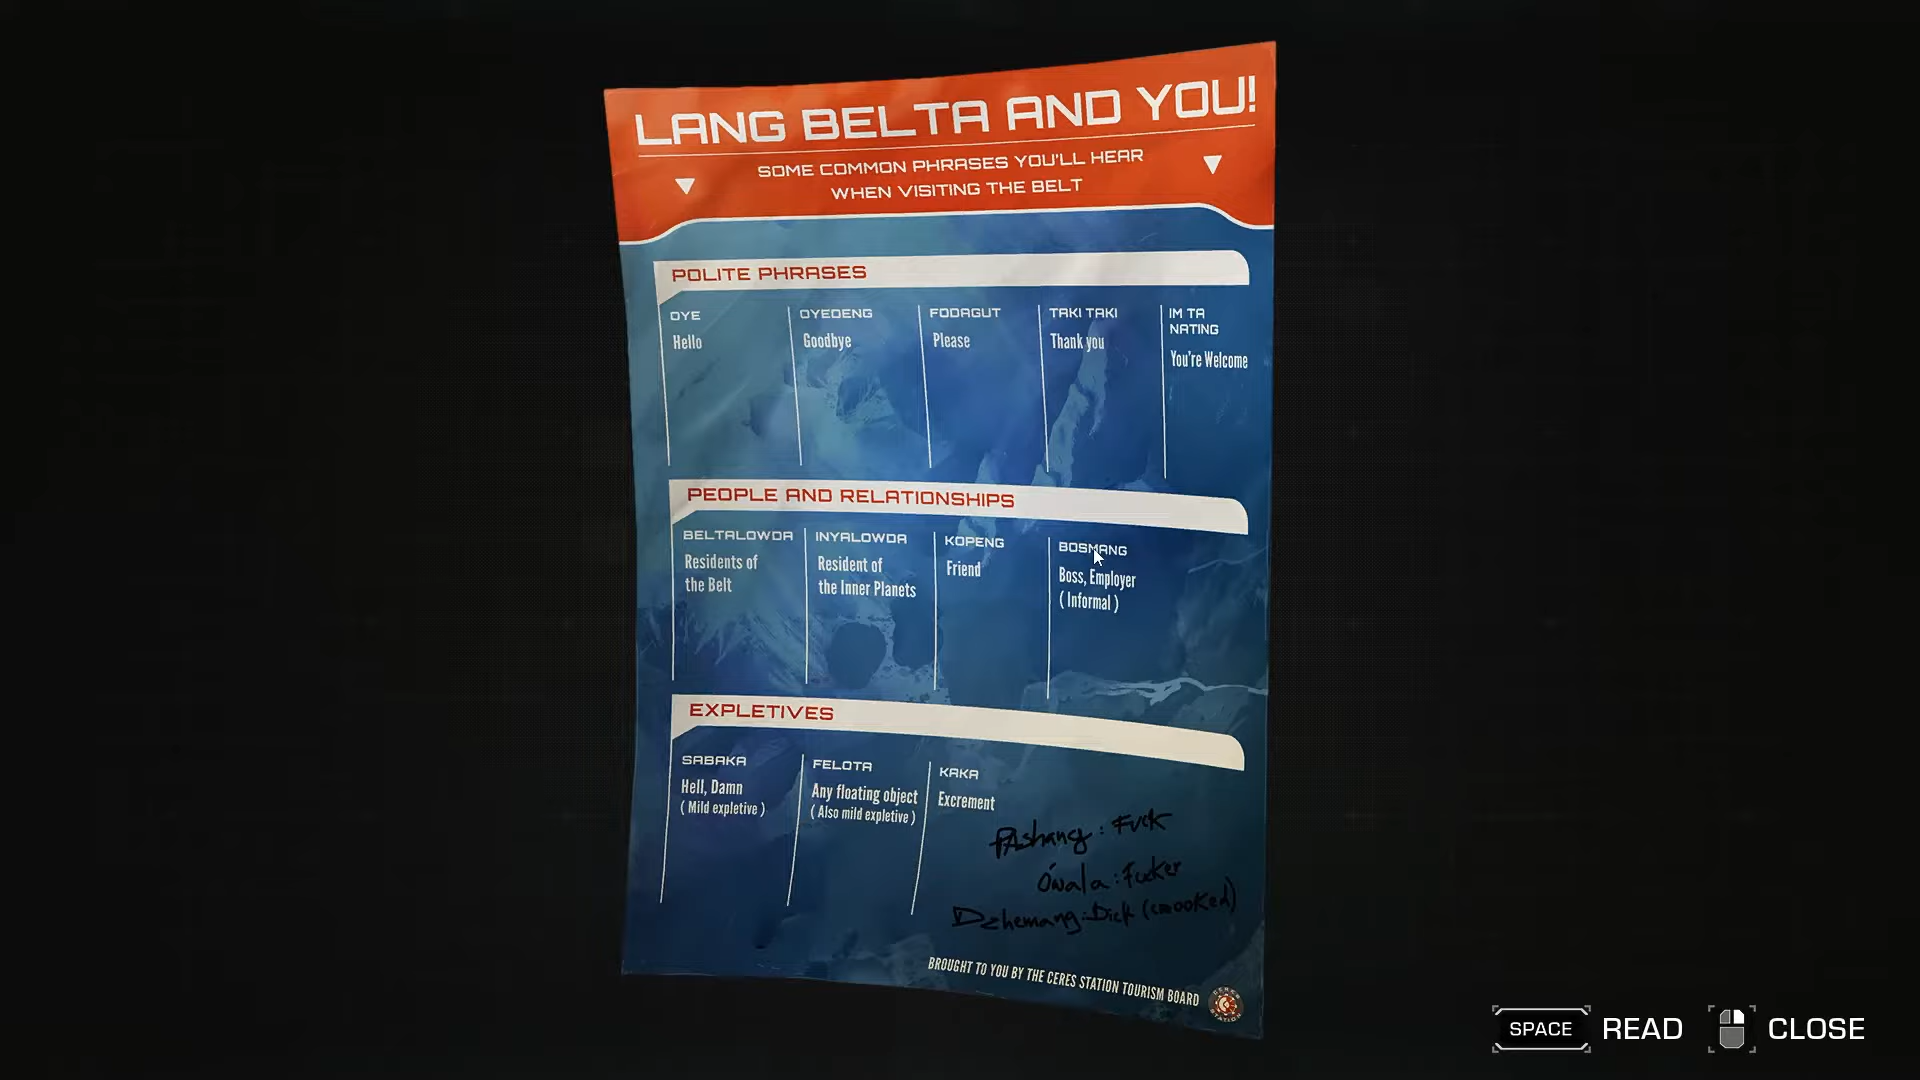 LANG BELTA AND YOU!
SOME COMMON PHRASES YOU'LL HEAR
WHEN VISITING THE BELT
POLITE PHRASES
OYE
Hello
OYEDENG
Goodbye
FODAGUT
Please
TAKI TAKI
Thank you
IM TA
NATING
You're Welcome
PEOPLE AND RELATIONSHIPS
BELTALOWDA
Residents of
the Belt
INYALOWDA
Resident of
the Inner Planets
KOPENG
Friend
BOSMANG
Boss, Employer
( Informal )
EXPLETIVES
SABAKA
Hell, Damn
( Mild expletive )
FELOTA
Any floating object
( Also mild expletive )
KAKA
Excrement
PAshang : Fuck
Owala : Fucker
Dzhemang : Dick (crooked)
BROUGHT TO YOU BY THE CERES STATION TOURISM BOARD
CERES
STATION
SPACE READ CLOSE